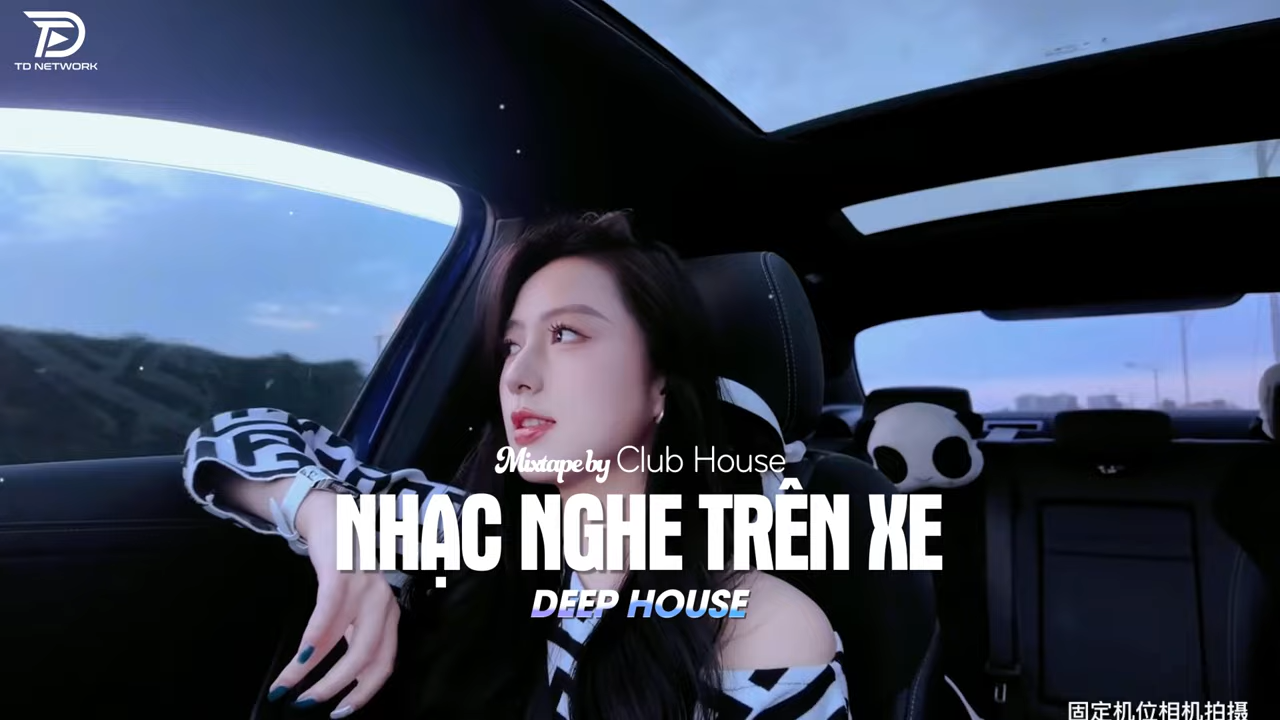 TD NETWORK
Mixtape by Club House
NHẠC NGHE TRÊN XE
DEEP HOUSE
固定机位相机拍摄